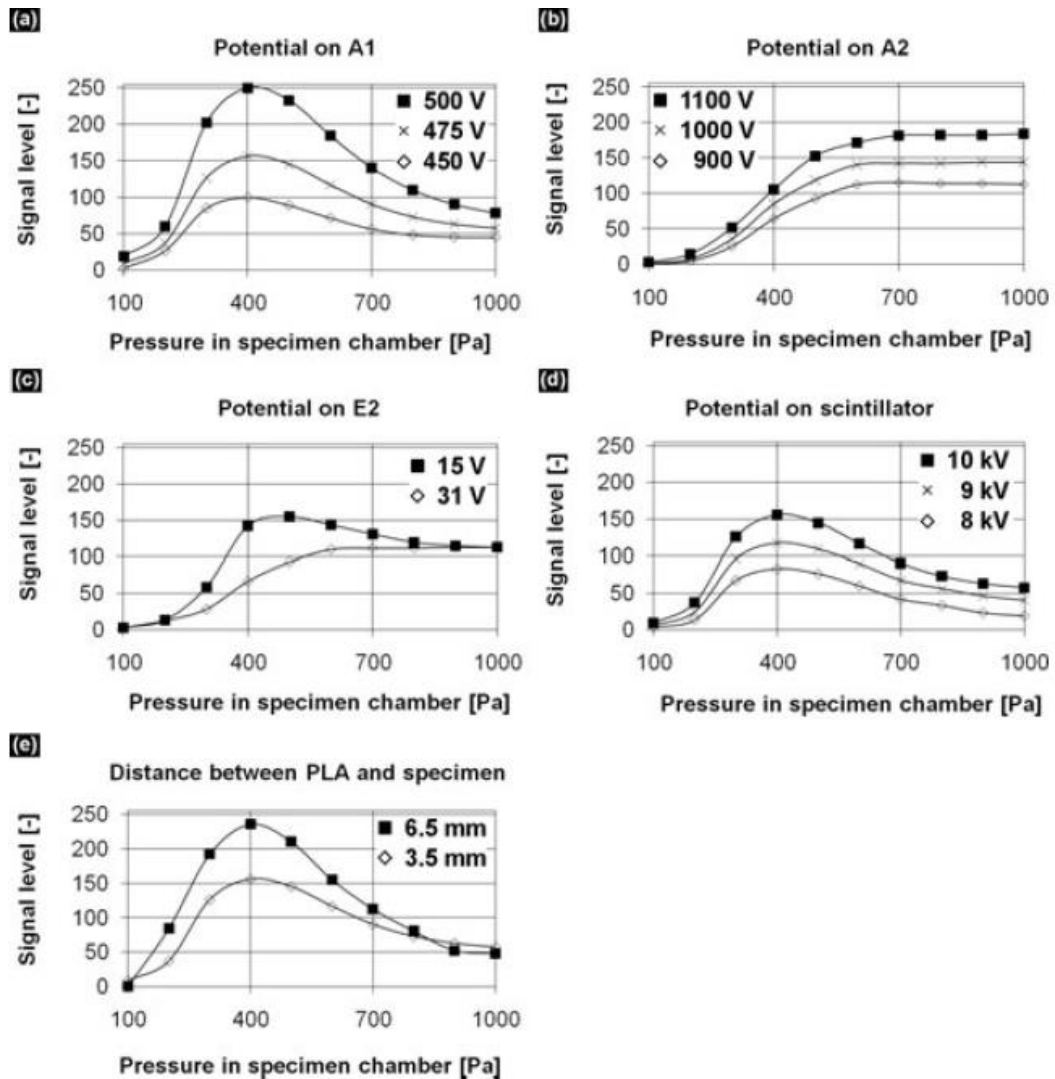 (a)
Potential on A1
Signal level [-]
250
200
150
100
50
0
500 V
475 V
450 V
100 400 700 1000
Pressure in specimen chamber [Pa]
(b)
Potential on A2
Signal level [-]
250
200
150
100
50
0
1100 V
1000 V
900 V
100 400 700 1000
Pressure in specimen chamber [Pa]
(c)
Potential on E2
Signal level [-]
250
200
150
100
50
0
15 V
31 V
100 400 700 1000
Pressure in specimen chamber [Pa]
(d)
Potential on scintillator
Signal level [-]
250
200
150
100
50
0
10 kV
9 kV
8 kV
100 400 700 1000
Pressure in specimen chamber [Pa]
(e)
Distance between PLA and specimen
Signal level [-]
250
200
150
100
50
0
6.5 mm
3.5 mm
100 400 700 1000
Pressure in specimen chamber [Pa]